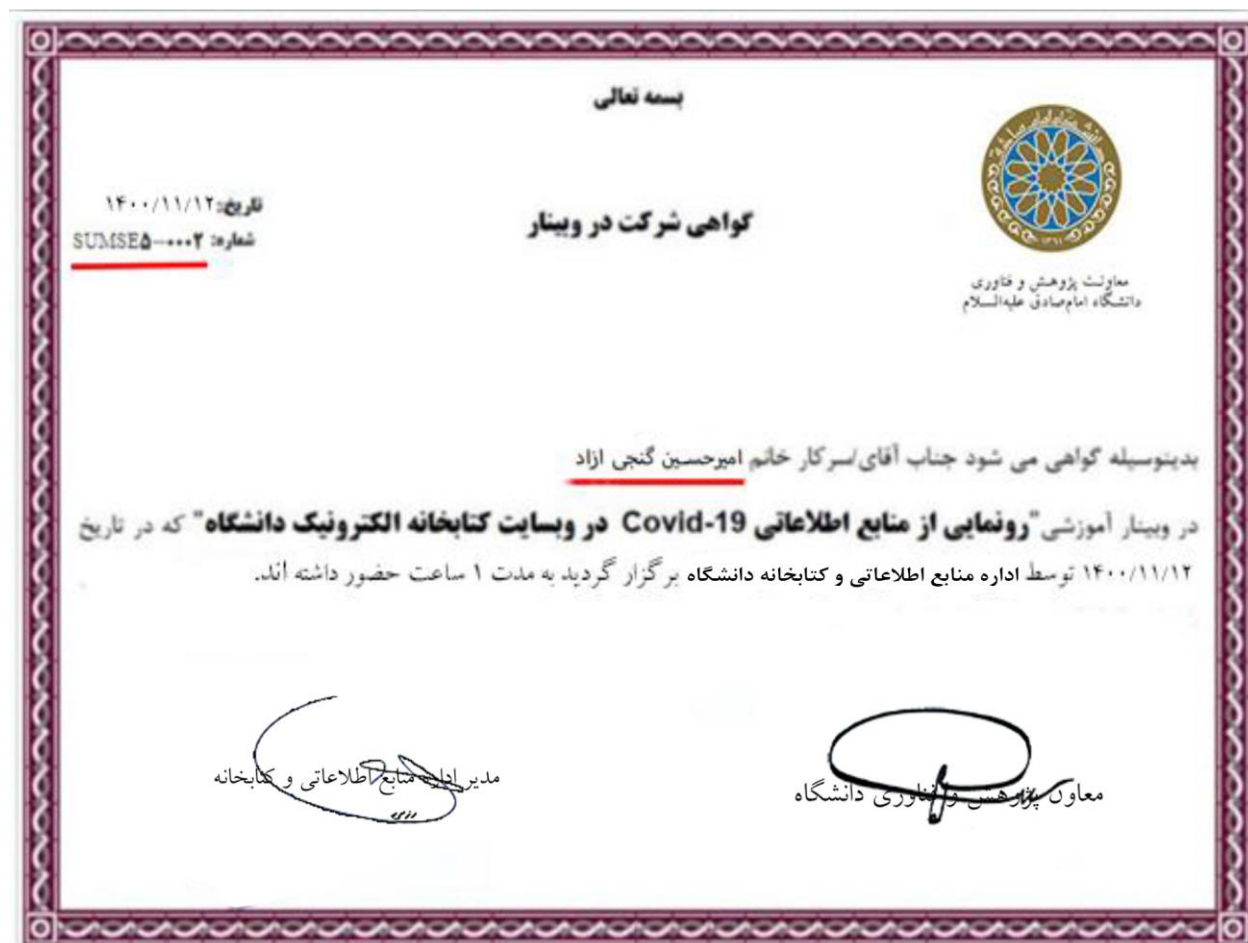 بسمه تعالی
تاریخ: ۱۴۰۰/۱۱/۱۲
شماره: SUMSE۵-۰۰۰۲
گواهی شرکت در وبینار
دانشگاه امام صادق
۱۳۶۱
معاونت پژوهش و فناوری
دانشگاه امام‌صادق علیه‌السلام
بدینوسیله گواهی می شود جناب آقای/سرکار خانم امیرحسین گنجی ازاد
در وبینار آموزشی "رونمایی از منابع اطلاعاتی Covid-19 در وبسایت کتابخانه الکترونیک دانشگاه" که در تاریخ
۱۴۰۰/۱۱/۱۲ توسط اداره منابع اطلاعاتی و کتابخانه دانشگاه برگزار گردید به مدت ۱ ساعت حضور داشته اند.
معاون پژوهش و فناوری دانشگاه
مدیر اداره منابع اطلاعاتی و کتابخانه